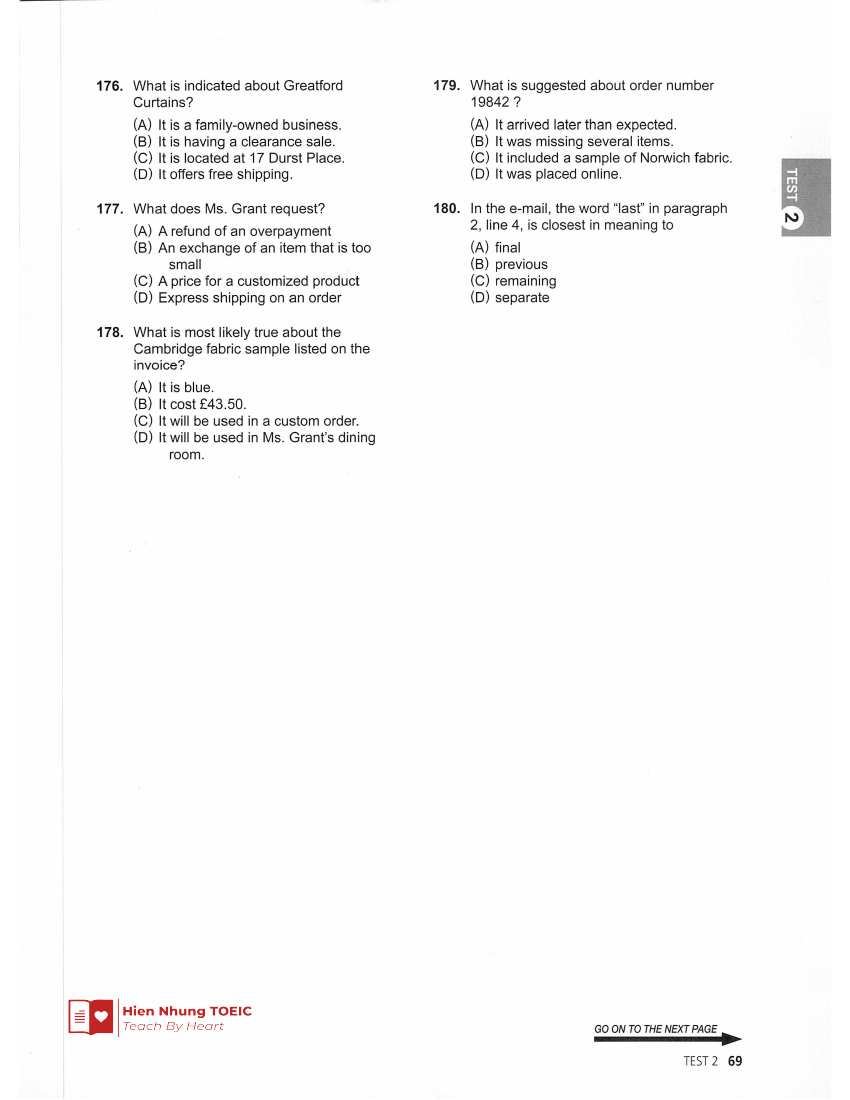 176. What is indicated about Greatford
Curtains?
(A) It is a family-owned business.
(B) It is having a clearance sale.
(C) It is located at 17 Durst Place.
(D) It offers free shipping.
177. What does Ms. Grant request?
(A) A refund of an overpayment
(B) An exchange of an item that is too
small
(C) A price for a customized product
(D) Express shipping on an order
178. What is most likely true about the
Cambridge fabric sample listed on the
invoice?
(A) It is blue.
(B) It cost £43.50.
(C) It will be used in a custom order.
(D) It will be used in Ms. Grant's dining
room.
179. What is suggested about order number
19842 ?
(A) It arrived later than expected.
(B) It was missing several items.
(C) It included a sample of Norwich fabric.
(D) It was placed online.
180. In the e-mail, the word “last” in paragraph
2, line 4, is closest in meaning to
(A) final
(B) previous
(C) remaining
(D) separate
TEST 2
Hien Nhung TOEIC
Teach By Heart
GO ON TO THE NEXT PAGE
TEST 2 69